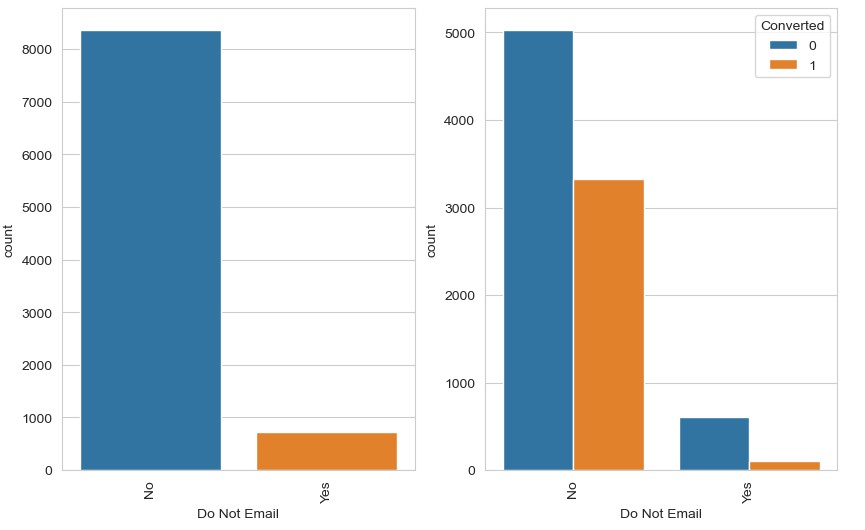 8000
7000
6000
5000
4000
3000
2000
1000
0
count
No
Yes
Do Not Email
5000
4000
3000
2000
1000
0
count
Converted
0
1
No
Yes
Do Not Email